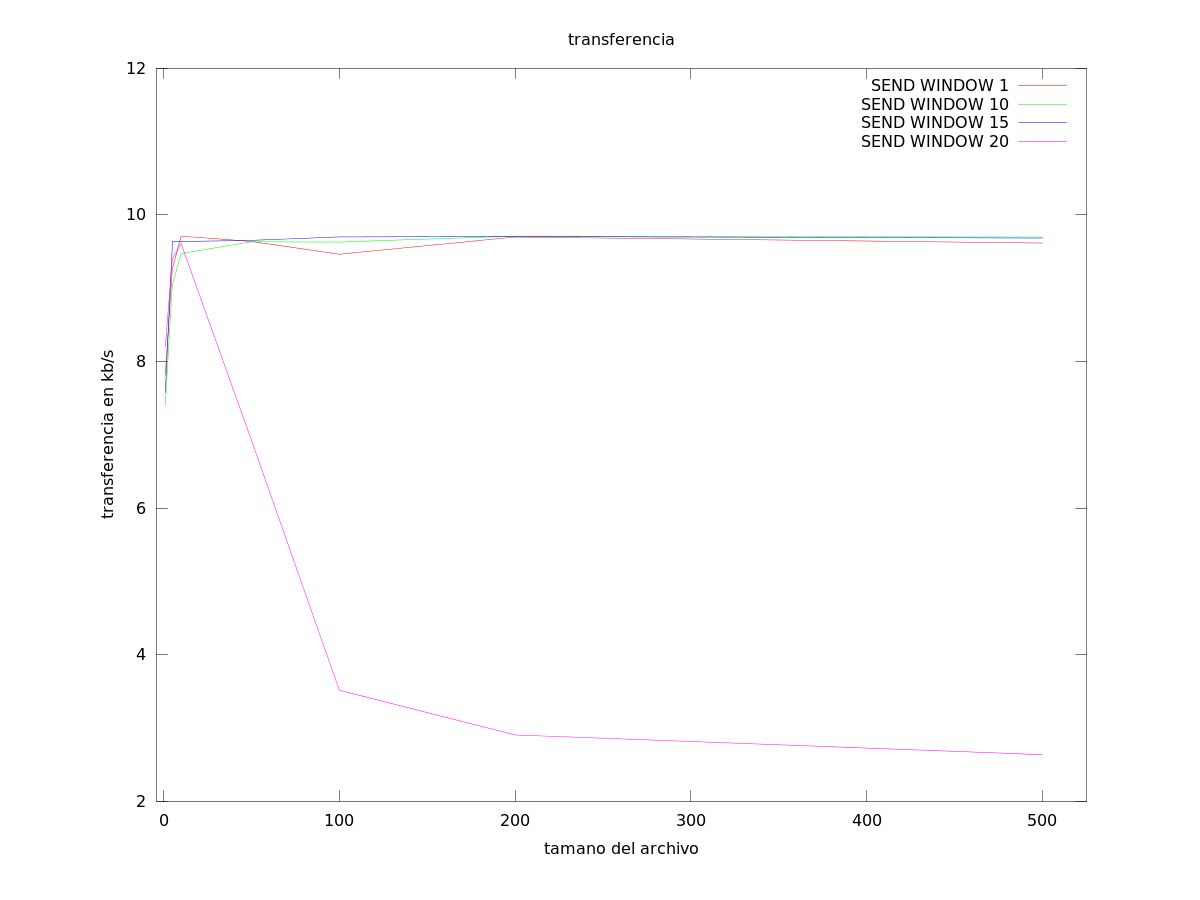 transferencia
12
SEND WINDOW 1
SEND WINDOW 10
SEND WINDOW 15
SEND WINDOW 20
10
8
transferencia en kb/s
6
4
2
0 100 200 300 400 500
tamano del archivo